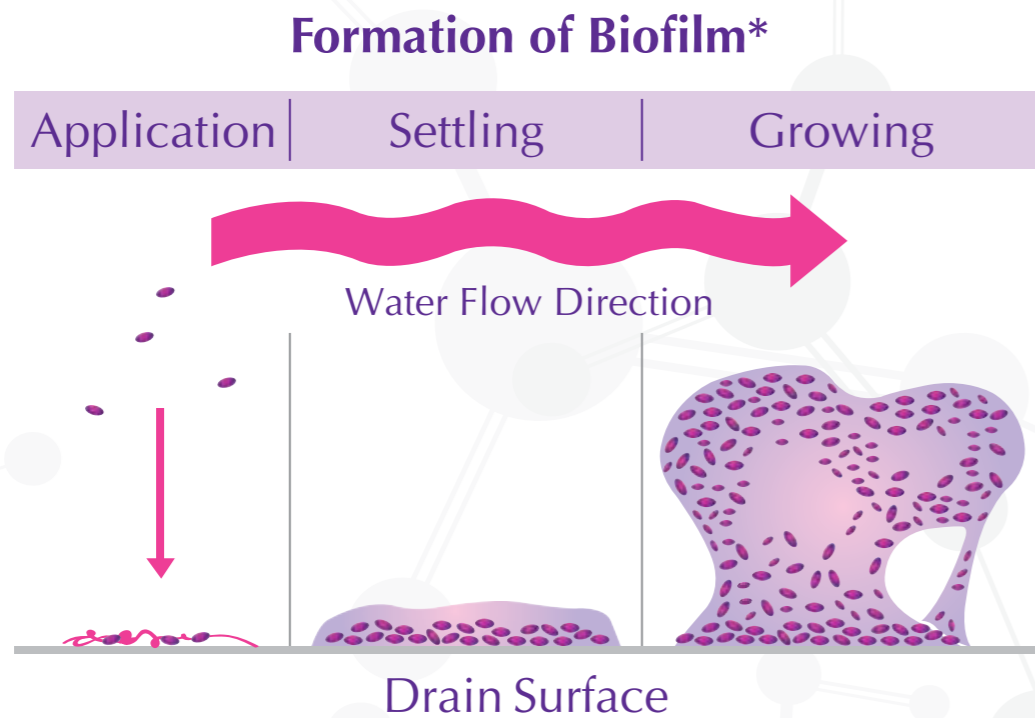 Formation of Biofilm*
Application
Settling
Growing
Water Flow Direction
Drain Surface